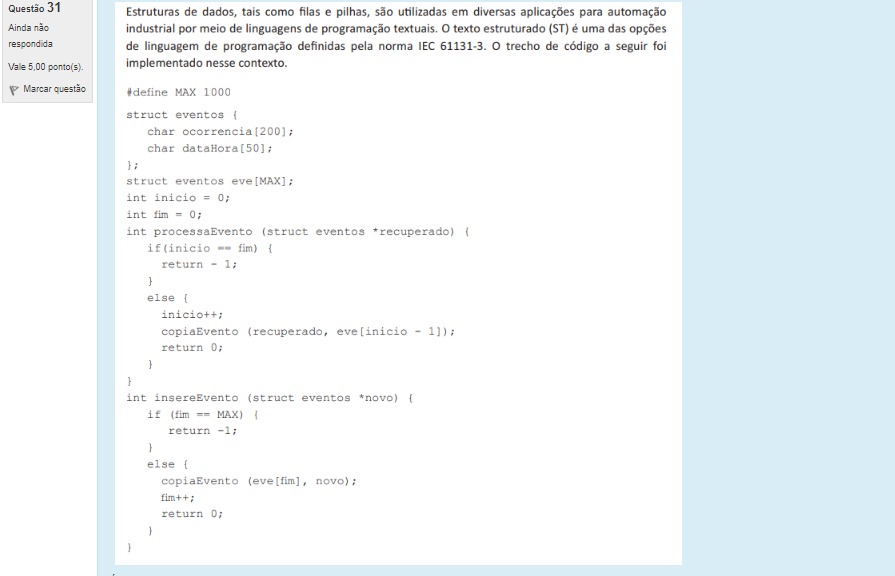 Questão 31
Ainda não
respondida
Vale 5,00 ponto(s).
Marcar questão
Estruturas de dados, tais como filas e pilhas, são utilizadas em diversas aplicações para automação
industrial por meio de linguagens de programação textuais. O texto estruturado (ST) é uma das opções
de linguagem de programação definidas pela norma IEC 61131-3. O trecho de código a seguir foi
implementado nesse contexto.
#define MAX 1000
struct eventos {
char ocorrencia[200];
char dataHora[50];
};
struct eventos eve[MAX];
int inicio = 0;
int fim = 0;
int processaEvento (struct eventos *recuperado) {
if(inicio == fim) {
return - 1;
}
else {
inicio++;
copiaEvento (recuperado, eve[inicio - 1]);
return 0;
}
}
int insereEvento (struct eventos *novo) {
if (fim == MAX) {
return -1;
}
else {
copiaEvento (eve[fim], novo);
fim++;
return 0;
}
}